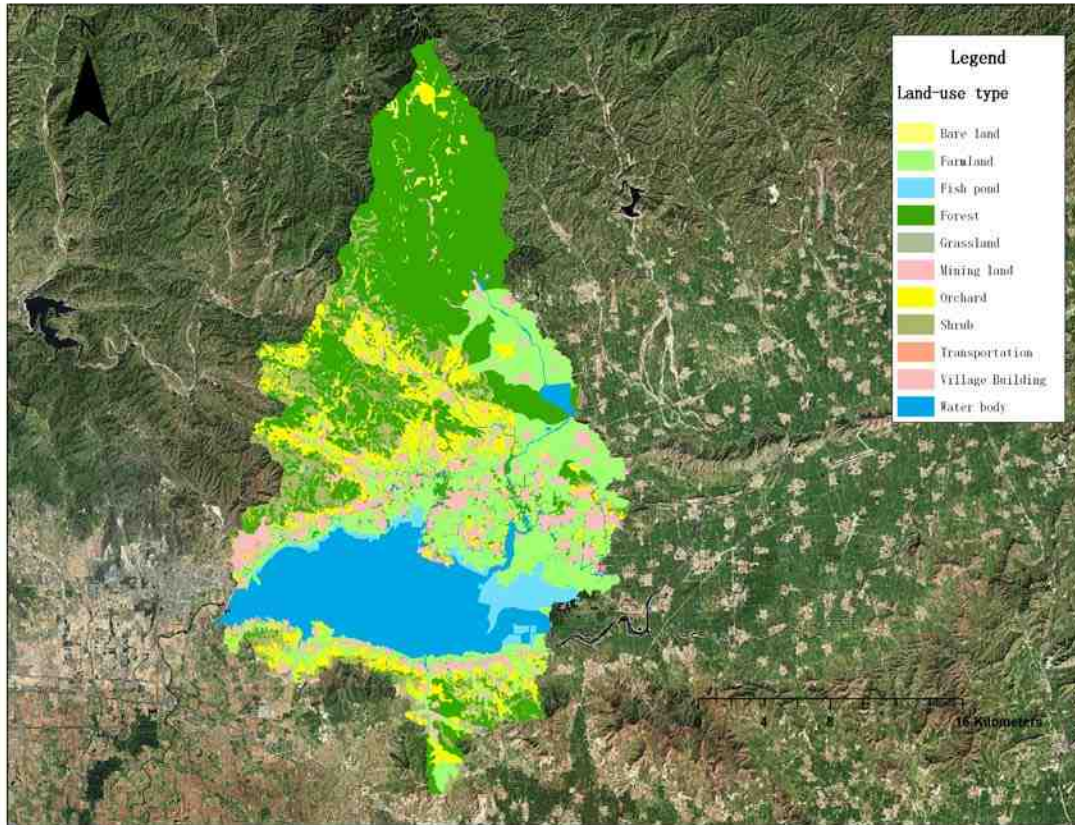 N
Legend
Land-use type
Bare land
Farmland
Fish pond
Forest
Grassland
Mining land
Orchard
Shrub
Transportation
Village Building
Water body
0 4 8 16 Kilometers